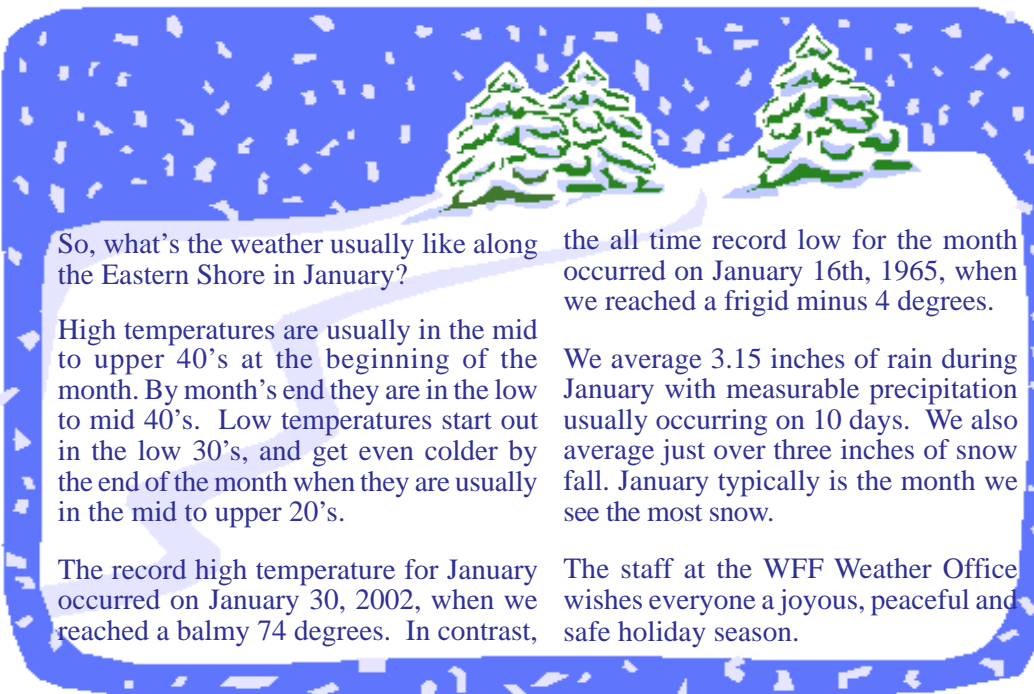 So, what's the weather usually like along
the Eastern Shore in January?
High temperatures are usually in the mid
to upper 40's at the beginning of the
month. By month's end they are in the low
to mid 40's.  Low temperatures start out
in the low 30's, and get even colder by
the end of the month when they are usually
in the mid to upper 20's.
The record high temperature for January
occurred on January 30, 2002, when we
reached a balmy 74 degrees.  In contrast,
the all time record low for the month
occurred on January 16th, 1965, when
we reached a frigid minus 4 degrees.
We average 3.15 inches of rain during
January with measurable precipitation
usually occurring on 10 days.  We also
average just over three inches of snow
fall. January typically is the month we
see the most snow.
The staff at the WFF Weather Office
wishes everyone a joyous, peaceful and
safe holiday season.